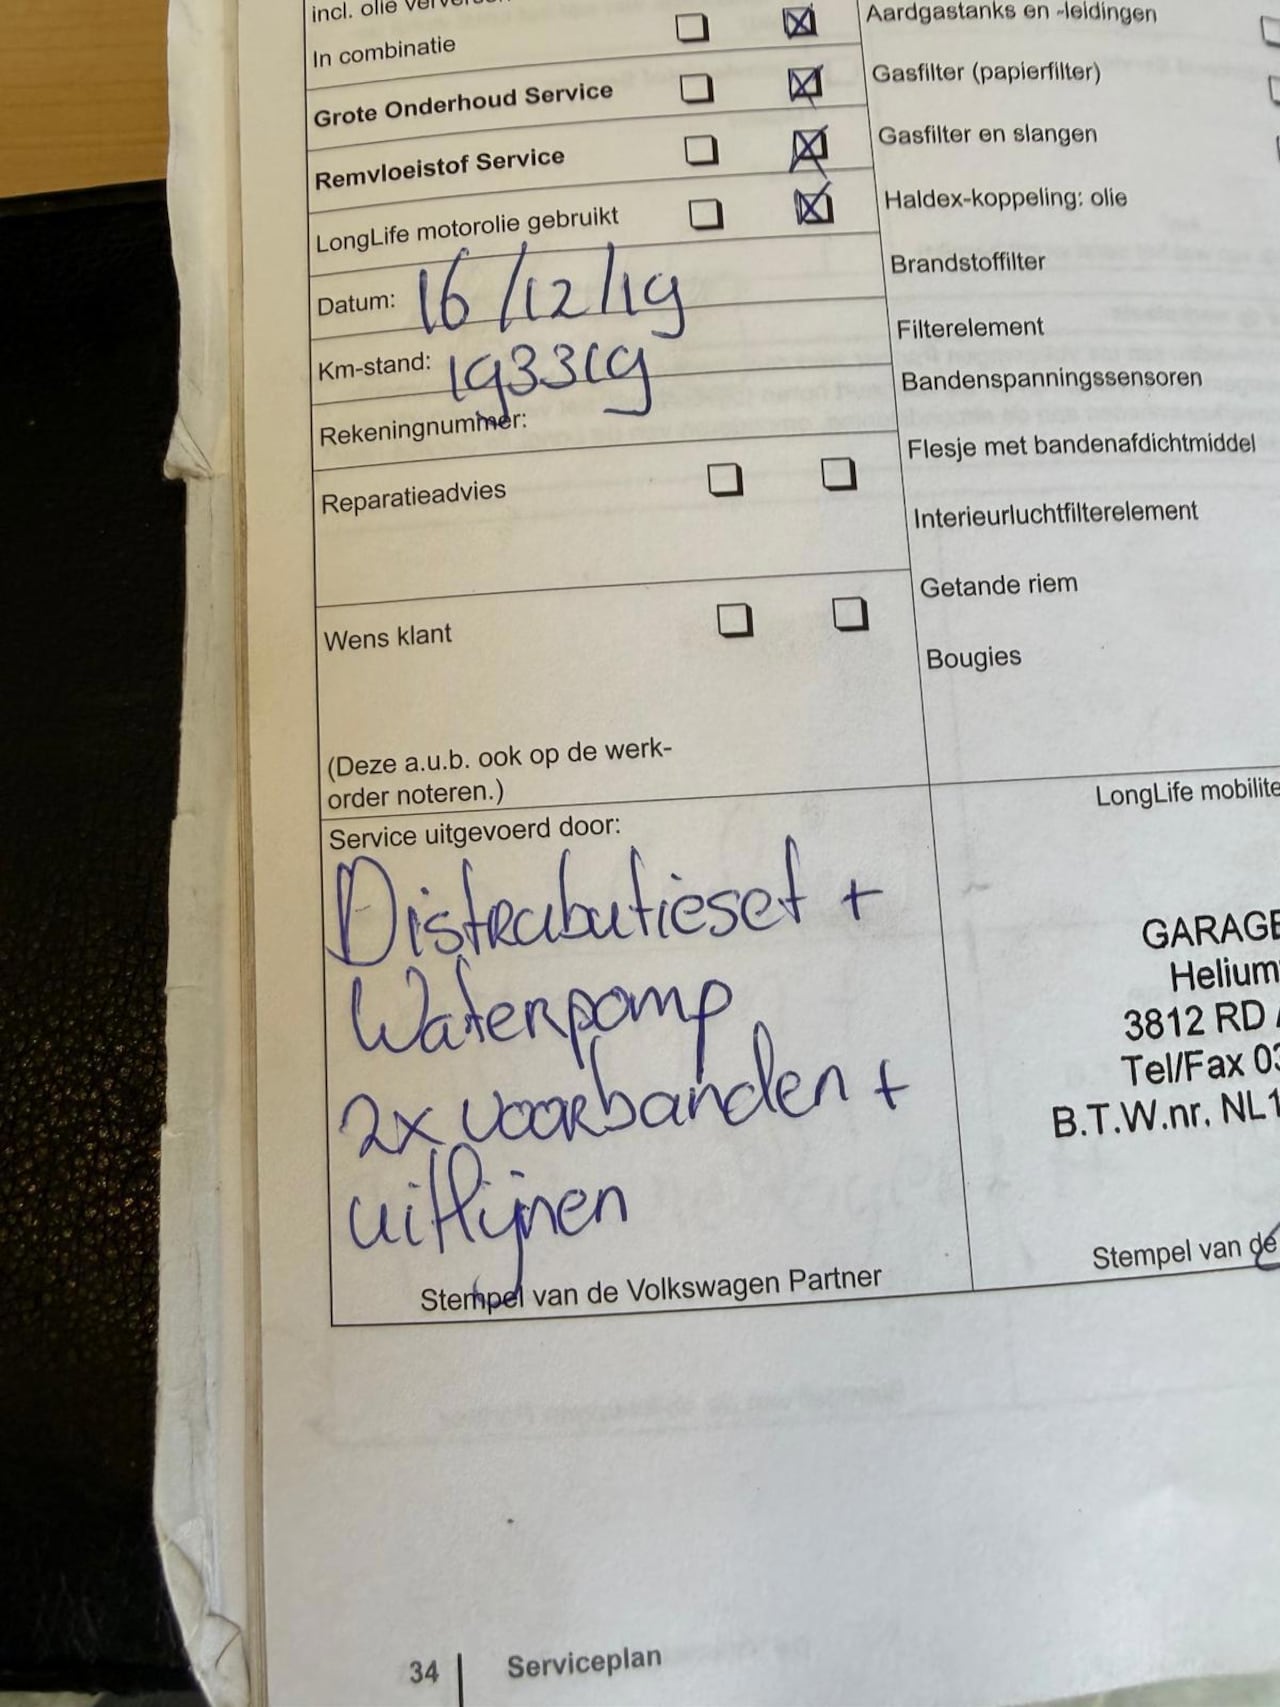 incl. olie
In combinatie
Grote Onderhoud Service
Remvloeistof Service
LongLife motorolie gebruikt
Datum: 16/12/19
Km-stand: 193319
Rekeningnummer:
Reparatieadvies
Wens klant
(Deze a.u.b. ook op de werk-
order noteren.)
Aardgastanks en -leidingen
Gasfilter (papierfilter)
Gasfilter en slangen
Haldex-koppeling: olie
Brandstoffilter
Filterelement
Bandenspanningssensoren
Flesje met bandenafdichtmiddel
Interieurluchtfilterelement
Getande riem
Bougies
Service uitgevoerd door:
Distrabutieset +
Waterpomp
2x voorbanden +
uitlijnen
Stempel van de Volkswagen Partner
LongLife mobilite
GARAGE
Helium
3812 RD
Tel/Fax 03
B.T.W.nr. NL1
Stempel van de
34 | Serviceplan